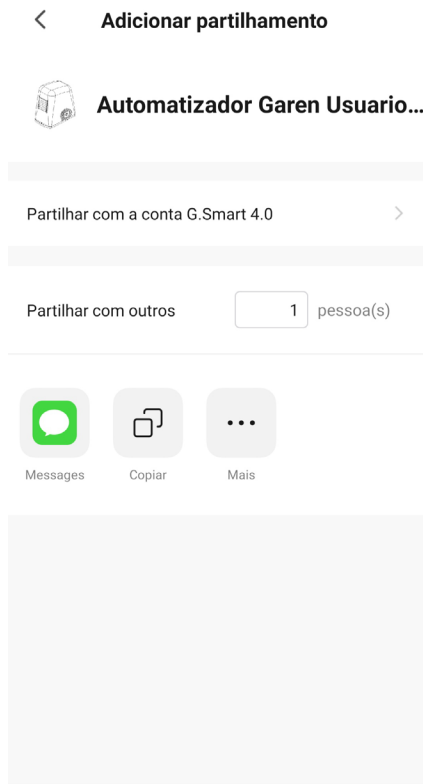 Adicionar partilhamento
Automatizador Garen Usuario...
Partilhar com a conta G.Smart 4.0
Partilhar com outros 1 pessoa(s)
Messages Copiar Mais